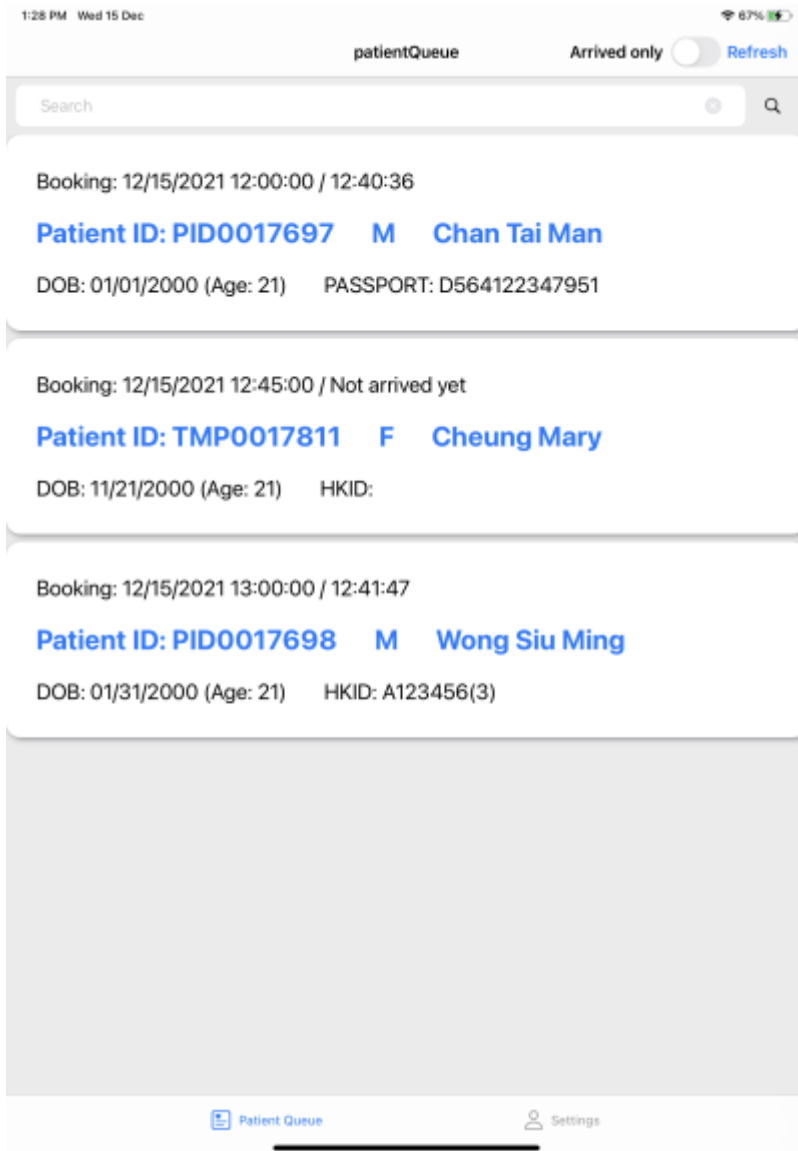 1:28 PM Wed 15 Dec 67%
patientQueue Arrived only Refresh
Search
Booking: 12/15/2021 12:00:00 / 12:40:36
Patient ID: PID0017697 M Chan Tai Man
DOB: 01/01/2000 (Age: 21) PASSPORT: D564122347951
Booking: 12/15/2021 12:45:00 / Not arrived yet
Patient ID: TMP0017811 F Cheung Mary
DOB: 11/21/2000 (Age: 21) HKID:
Booking: 12/15/2021 13:00:00 / 12:41:47
Patient ID: PID0017698 M Wong Siu Ming
DOB: 01/31/2000 (Age: 21) HKID: A123456(3)
Patient Queue Settings